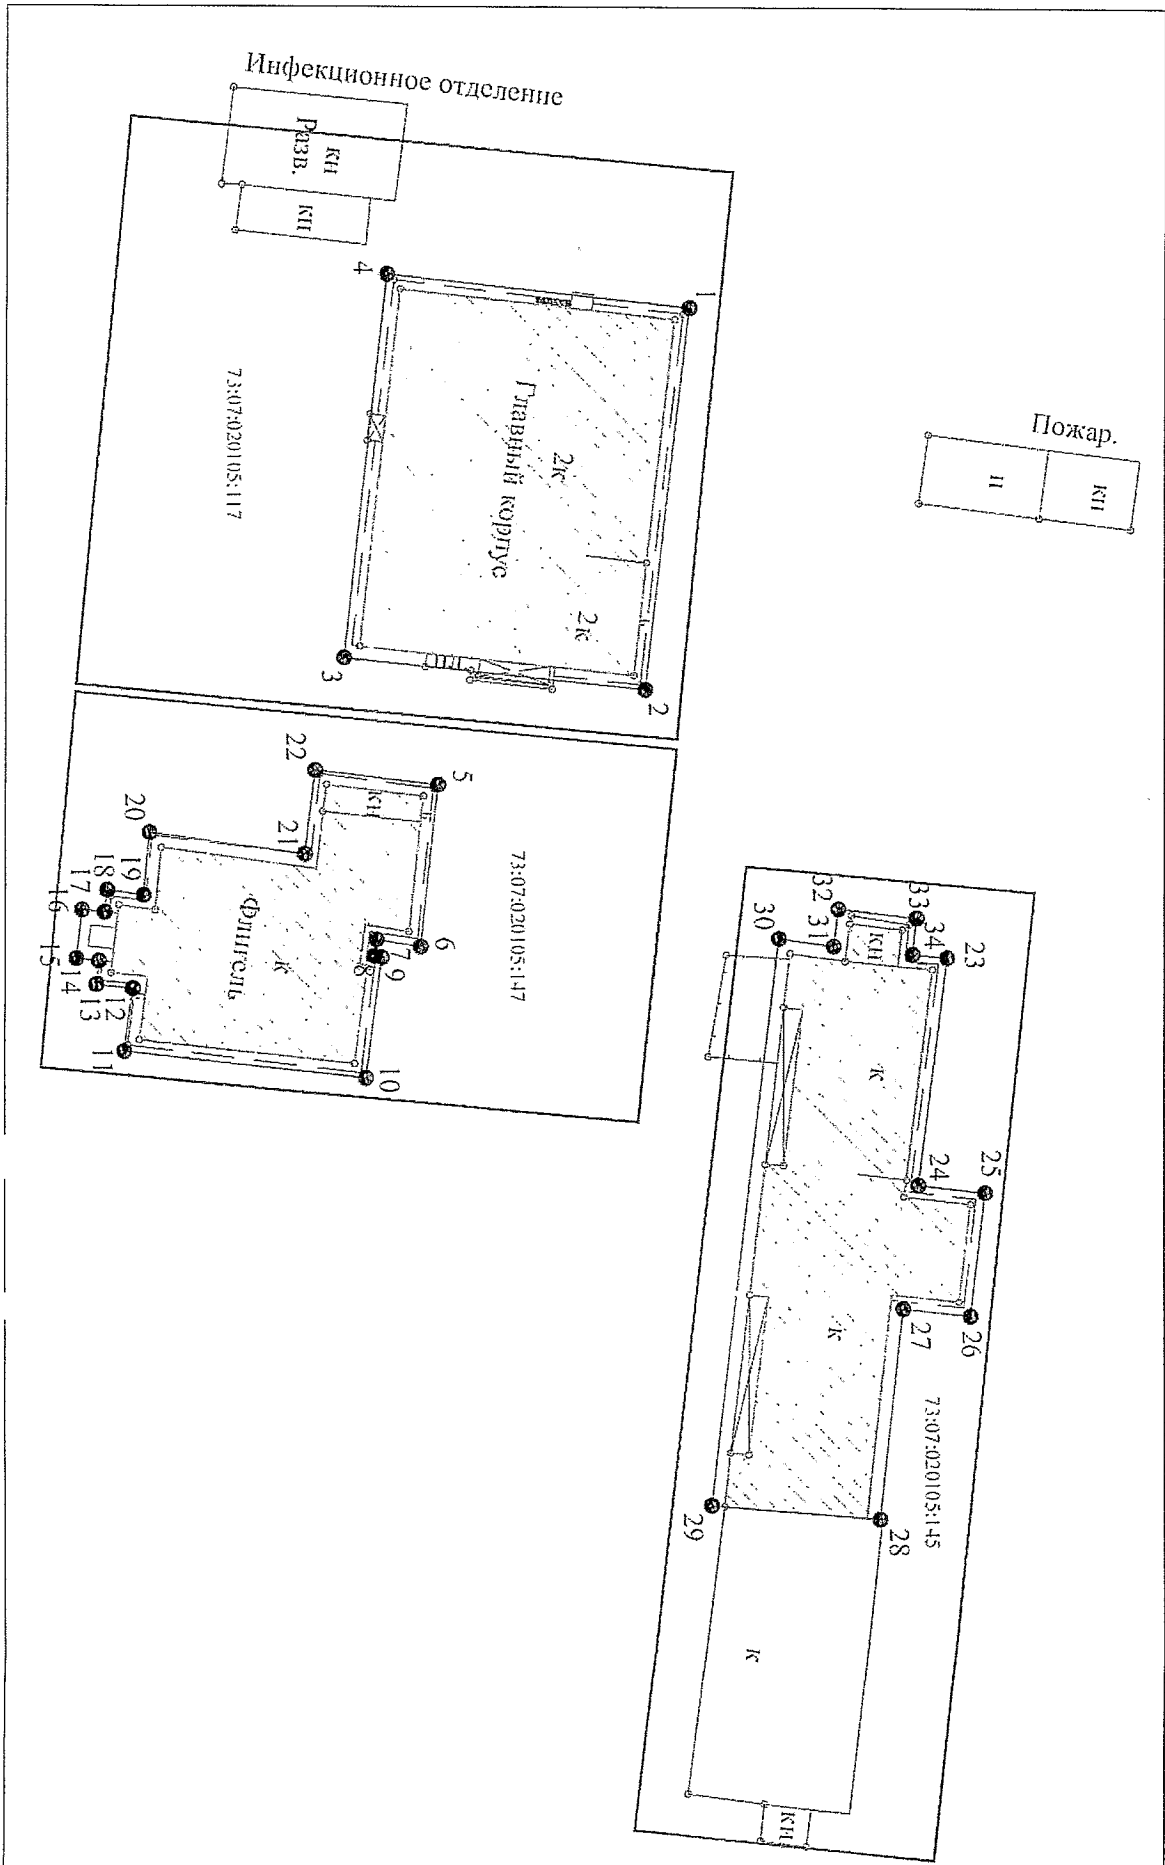 Инфекционное отделение
кн
Разв.
кн
Пожар.
н
кн
1
4
2к
Главный корпус
2к
73:07:020105:117
3
2
5
22
кн
21
20
73:07:020105:147
6
7
9
8
19
18
17
16
15
14
13
12
11
10
Флигель
к
32
33
34
23
31
30
кн
к
24
25
26
27
к
73:07:020105:145
29
28
к
кн